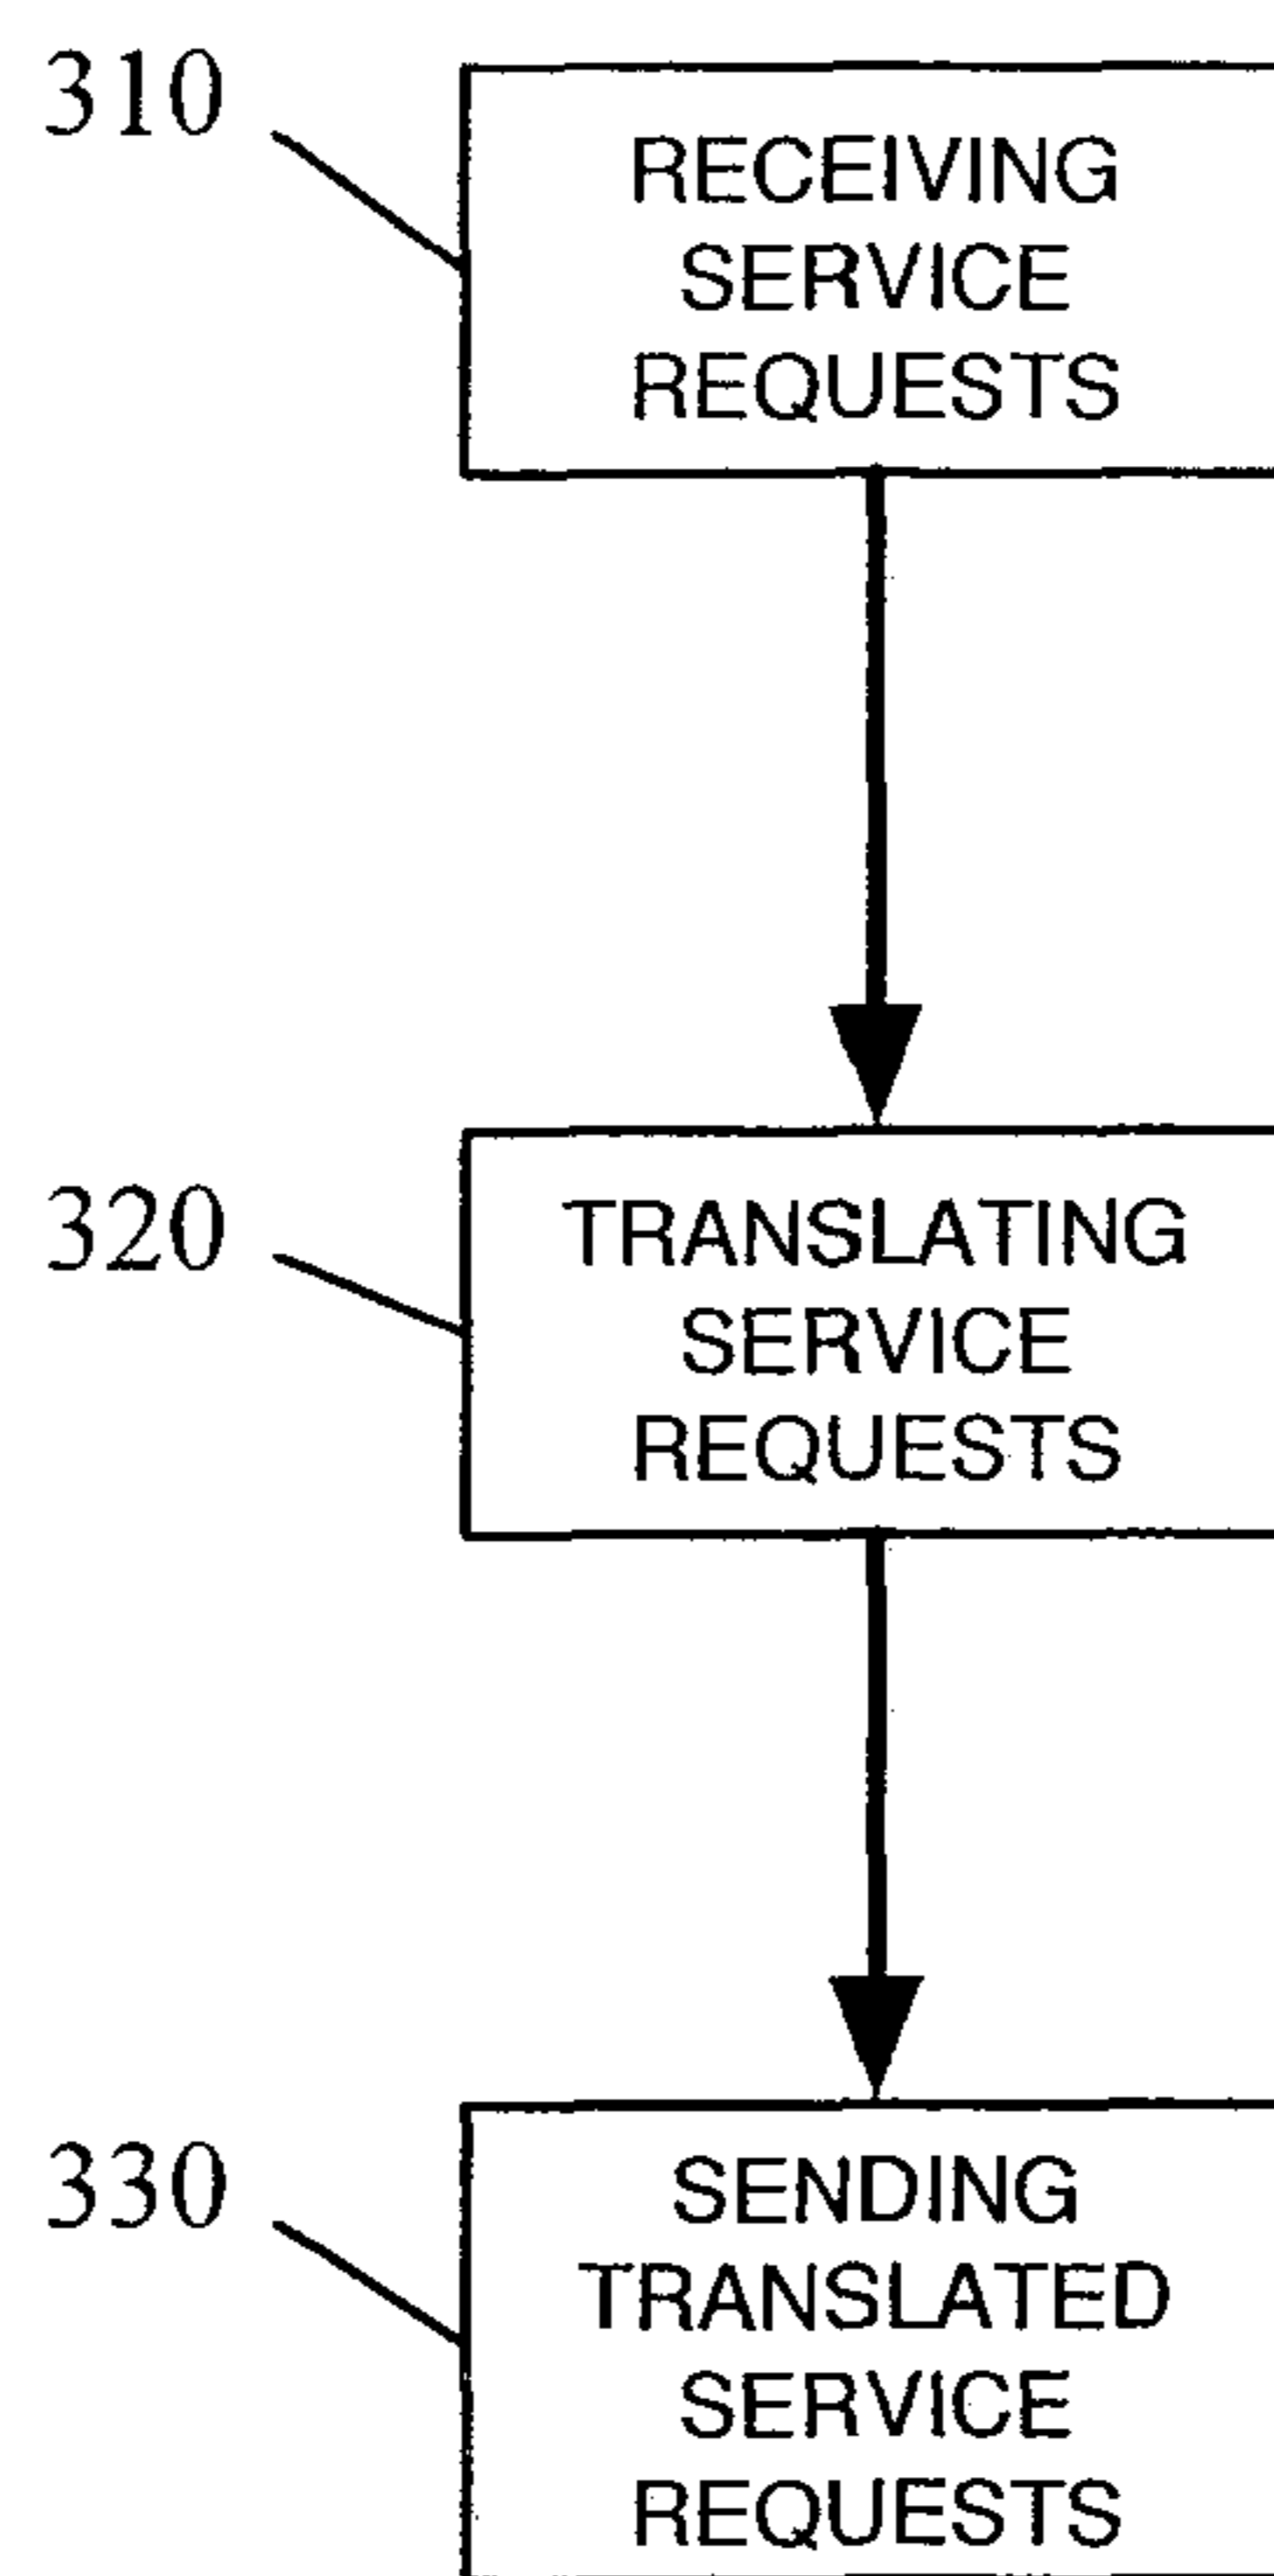 310
RECEIVING
SERVICE
REQUESTS
320
TRANSLATING
SERVICE
REQUESTS
330
SENDING
TRANSLATED
SERVICE
REQUESTS